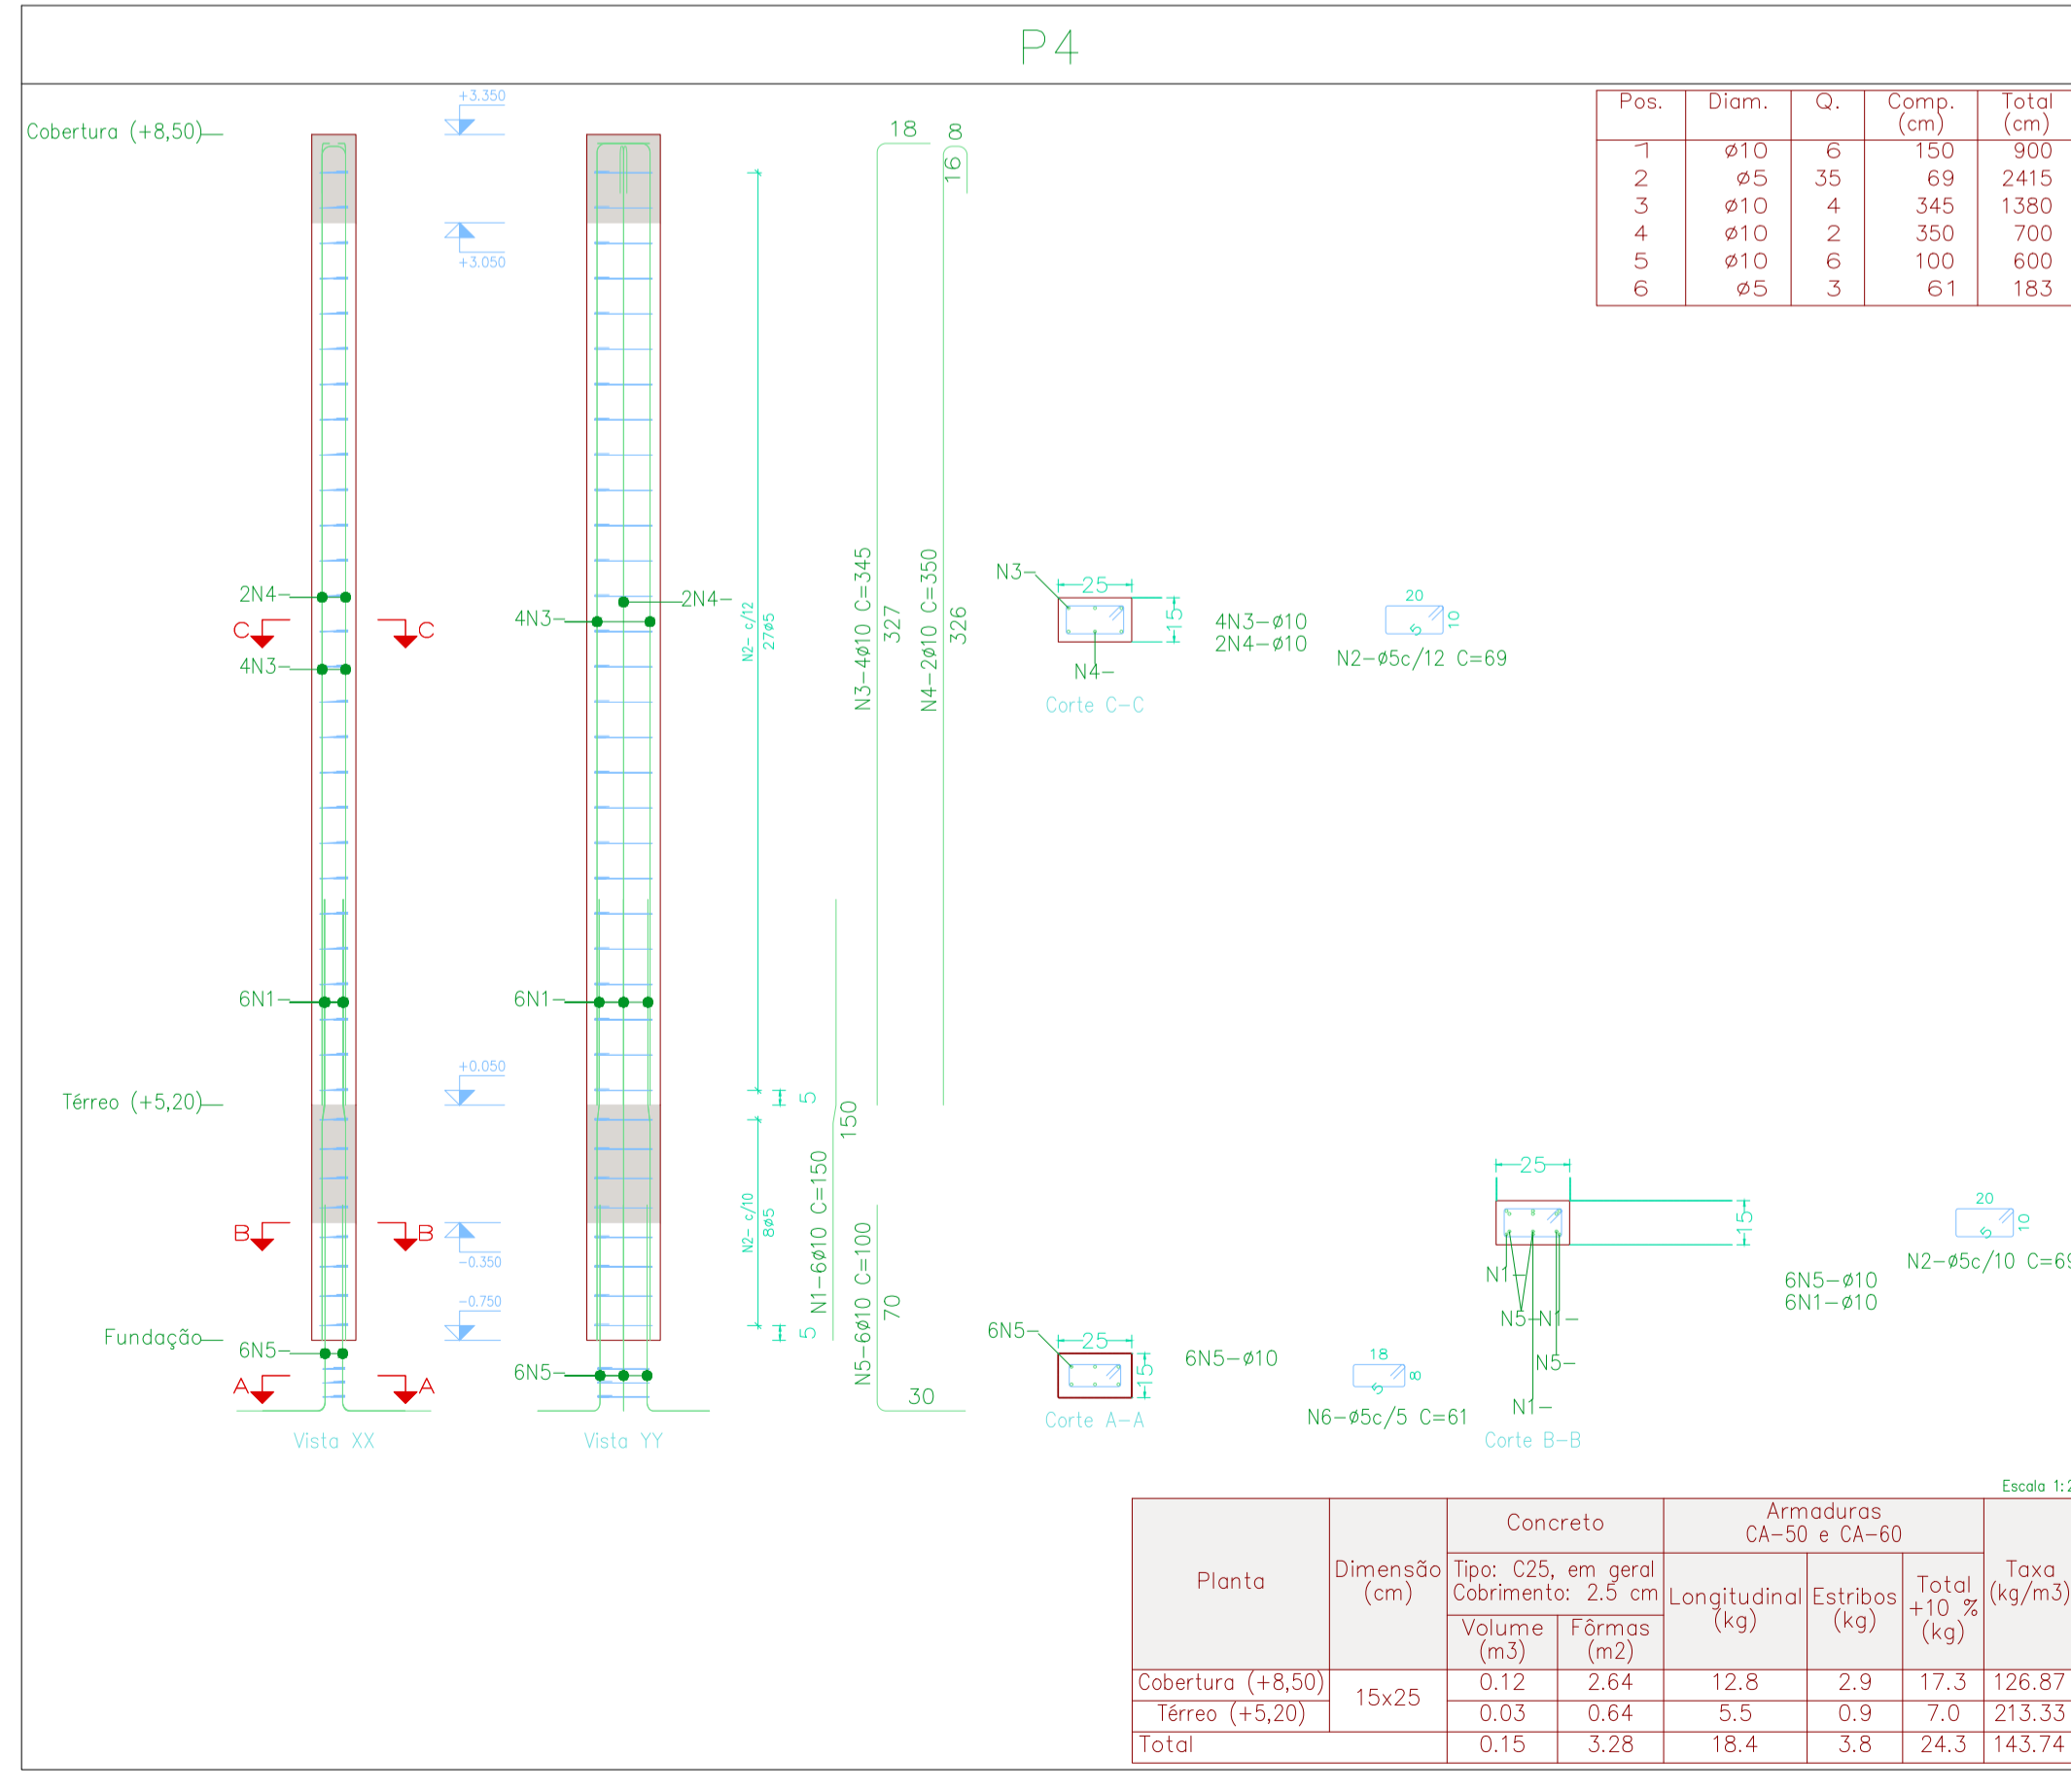 P4
Pos. Diam. Q. Comp. (cm) Total (cm)
1 ø10 6 150 900
2 ø5 35 69 2415
3 ø10 4 345 1380
4 ø10 2 350 700
5 ø10 6 100 600
6 ø5 3 61 183
Cobertura (+8,50)
+3.350
+3.050
18
8
16
2N4
C C
4N3
4N3
2N4
N2- c/12
27ø5
N3-4ø10 C=345
327
N4-2ø10 C=350
326
N3
25
15
N4
Corte C-C
4N3-ø10
2N4-ø10
20
10
5
N2-ø5c/12 C=69
6N1
6N1
+0.050
Térreo (+5,20)
5
150
N1-6ø10 C=150
N2- c/10
8ø5
5
B B
-0.350
-0.750
Fundação
6N5
6N5
A A
Vista XX
Vista YY
N5-6ø10 C=100
70
30
6N5
25
15
Corte A-A
6N5-ø10
18
8
5
N6-ø5c/5 C=61
25
15
N1
N5
N1
N5
N1
Corte B-B
6N5-ø10
6N1-ø10
20
10
5
N2-ø5c/10 C=69
Escala 1:2
Planta
Dimensão (cm)
Concreto
Tipo: C25, em geral
Cobrimento: 2.5 cm
Volume (m3)
Fôrmas (m2)
Armaduras
CA-50 e CA-60
Longitudinal (kg)
Estribos (kg)
Total +10 % (kg)
Taxa (kg/m3)
Cobertura (+8,50) 15x25 0.12 2.64 12.8 2.9 17.3 126.87
Térreo (+5,20) 0.03 0.64 5.5 0.9 7.0 213.33
Total 0.15 3.28 18.4 3.8 24.3 143.74